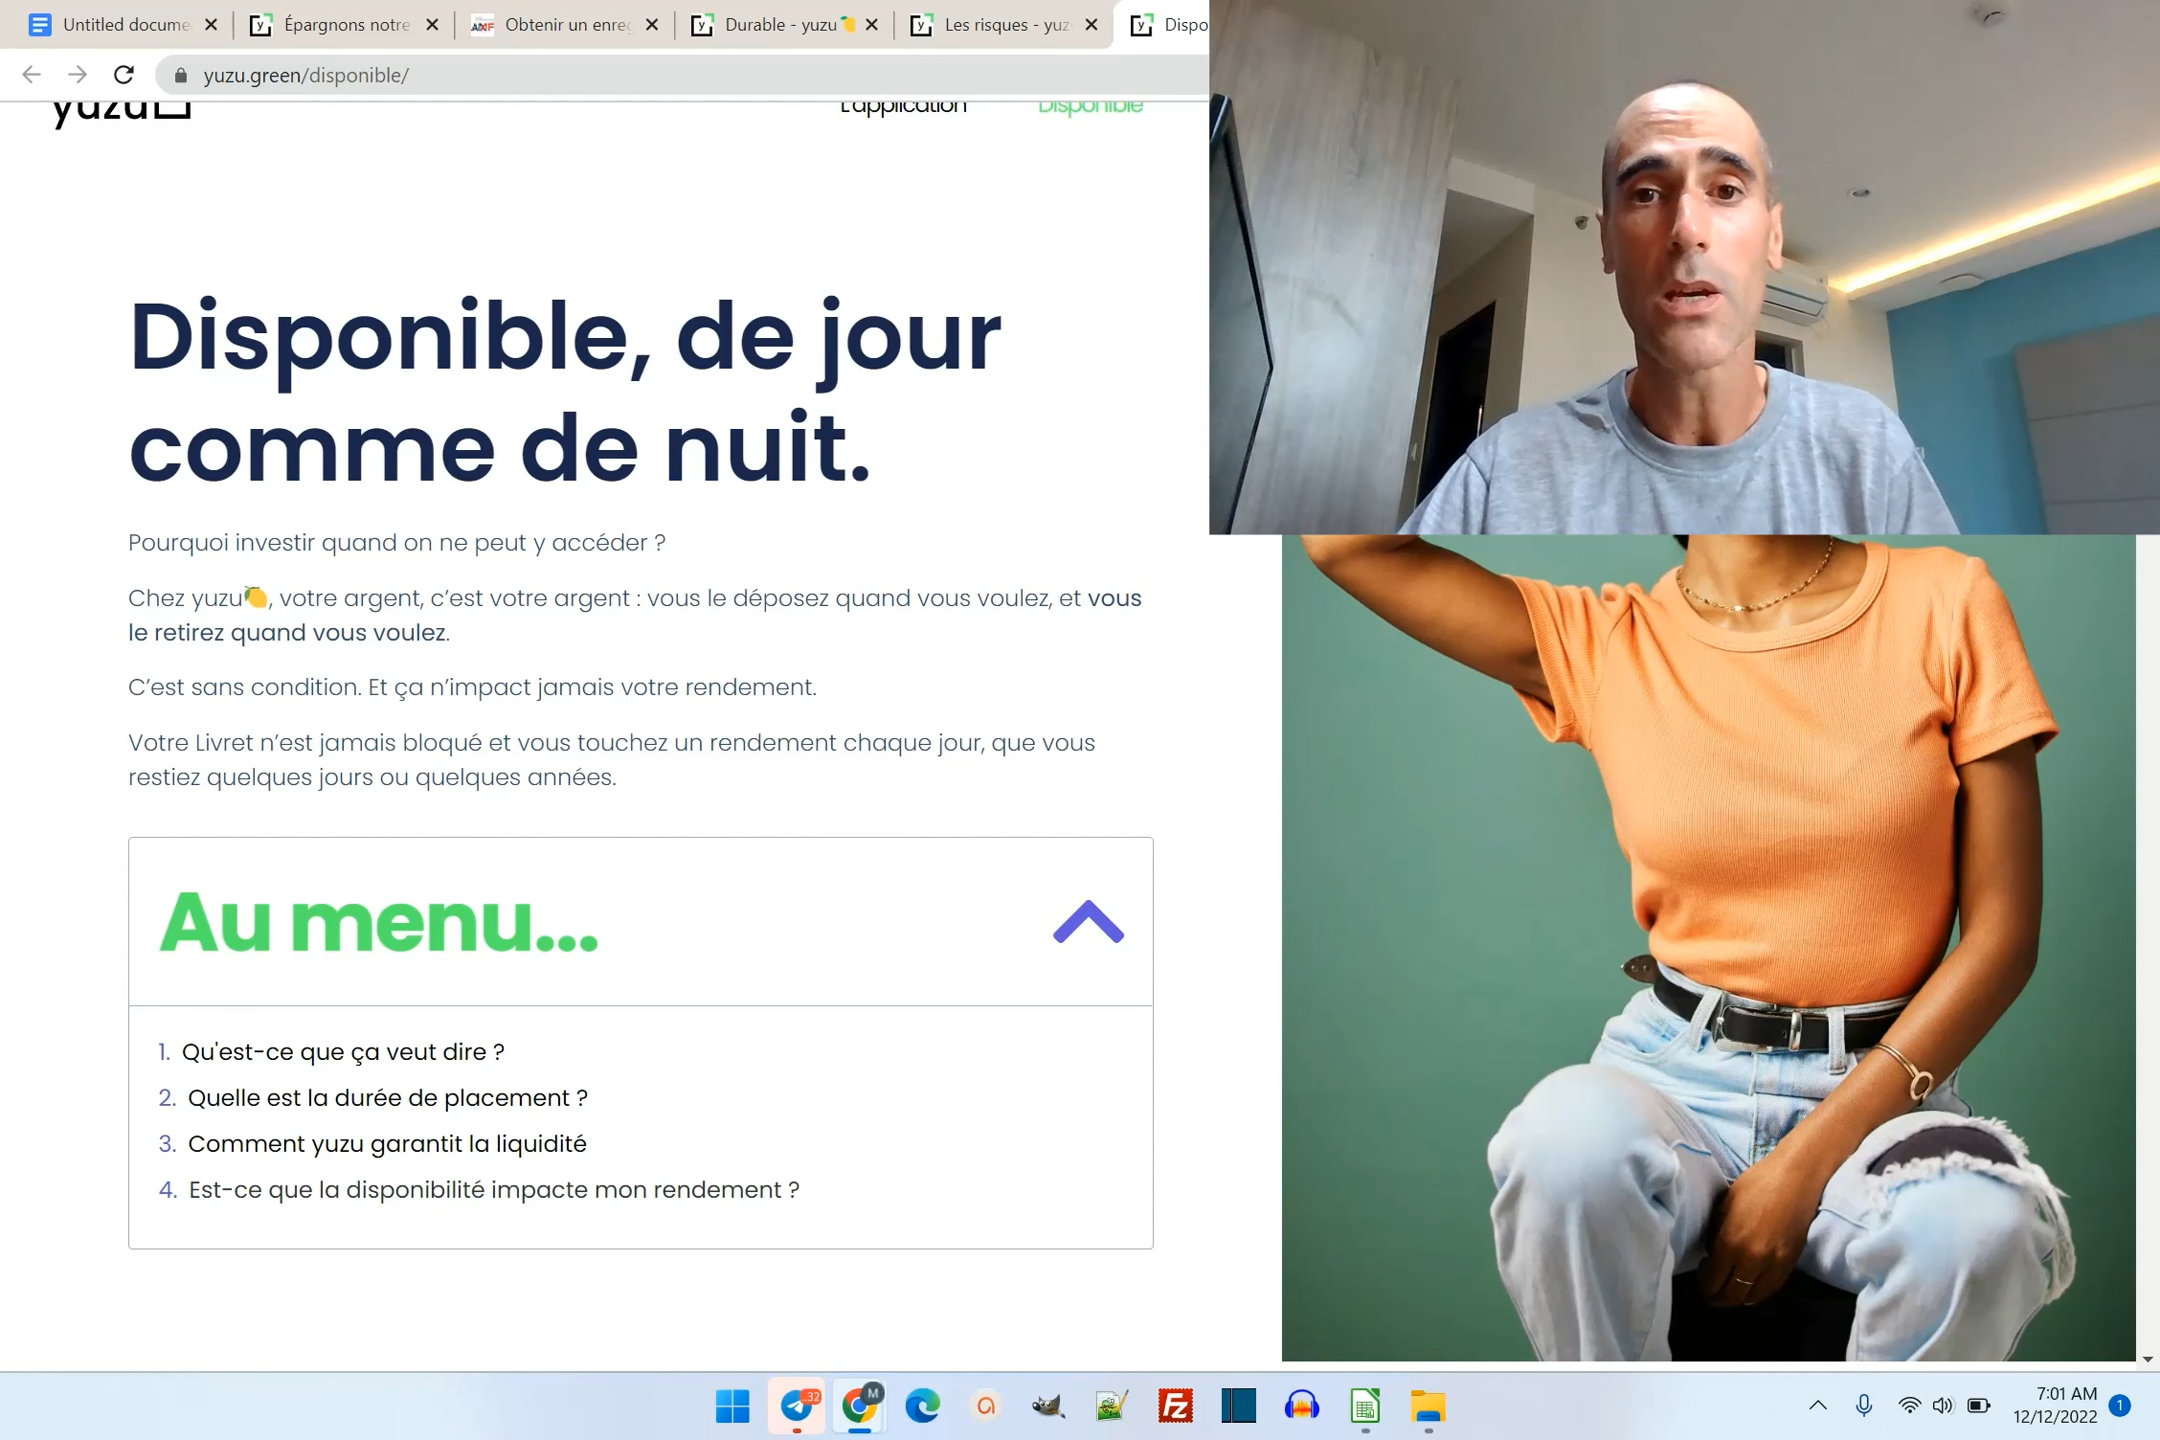 Untitled docume
Épargnons notre
AMF
Obtenir un enreg
Durable - yuzu🍋
Les risques - yuz
Dispo
yuzu.green/disponible/
yuzu
L'application
Disponible
Disponible, de jour
comme de nuit.
Pourquoi investir quand on ne peut y accéder ?
Chez yuzu🍋, votre argent, c’est votre argent : vous le déposez quand vous voulez, et vous
le retirez quand vous voulez.
C’est sans condition. Et ça n’impact jamais votre rendement.
Votre Livret n’est jamais bloqué et vous touchez un rendement chaque jour, que vous
restiez quelques jours ou quelques années.
Au menu...
1. Qu'est-ce que ça veut dire ?
2. Quelle est la durée de placement ?
3. Comment yuzu garantit la liquidité
4. Est-ce que la disponibilité impacte mon rendement ?
32
M
Fz
7:01 AM
12/12/2022
1